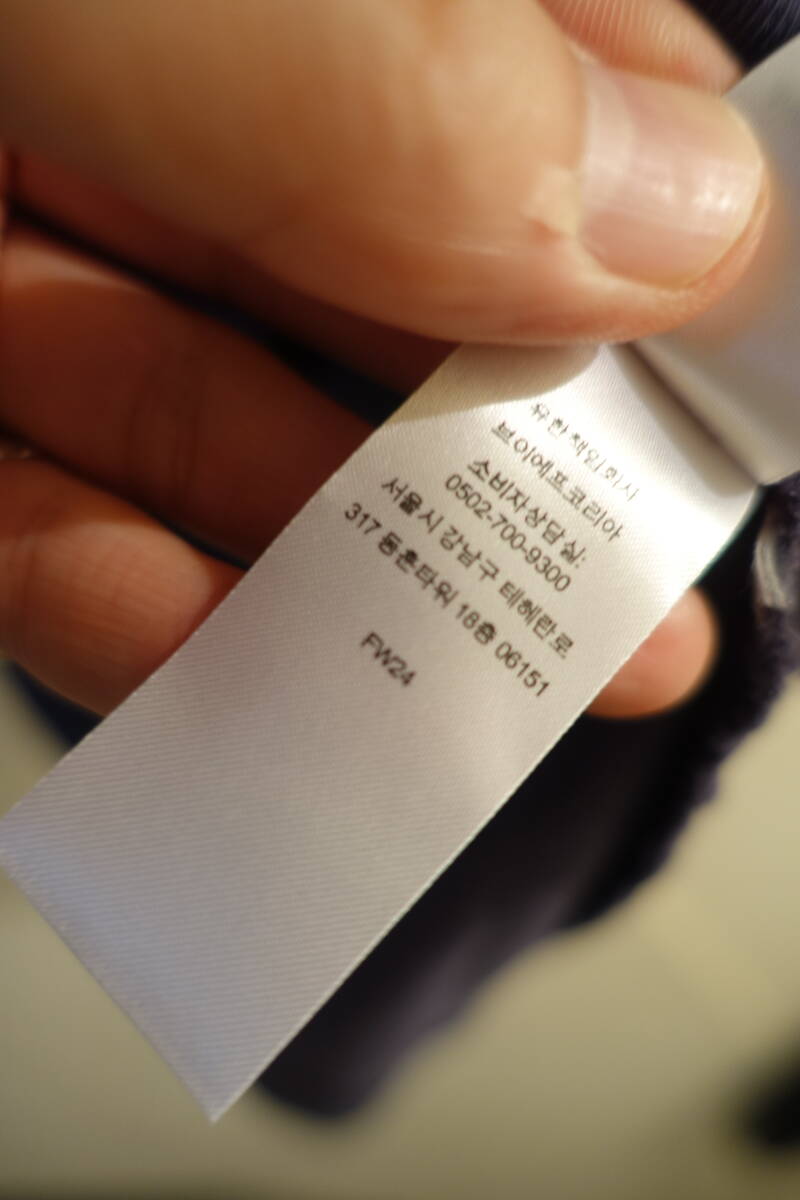 유한책임회사
브이에프코리아
소비자상담실:
0502-700-9300
서울시 강남구 테헤란로
317 동훈타워 18층 06151
FW24